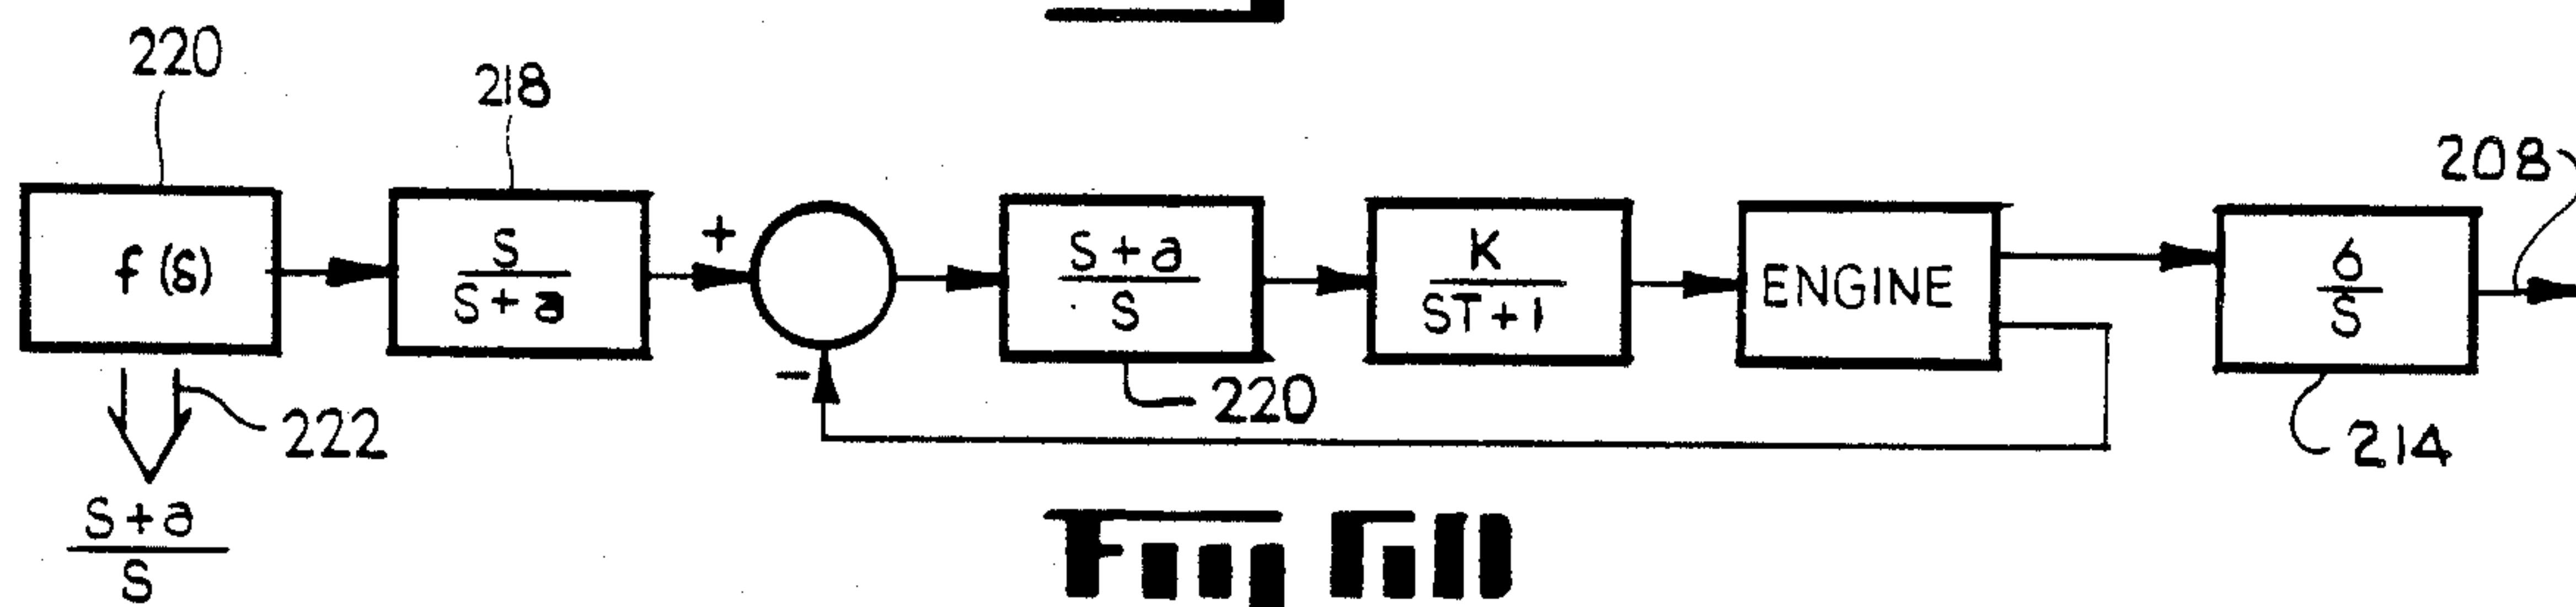 220
218
208
f (δ)
S
S + a
+
S + a
S
K
ST + 1
ENGINE
6
S
-
220
222
214
S + a
S